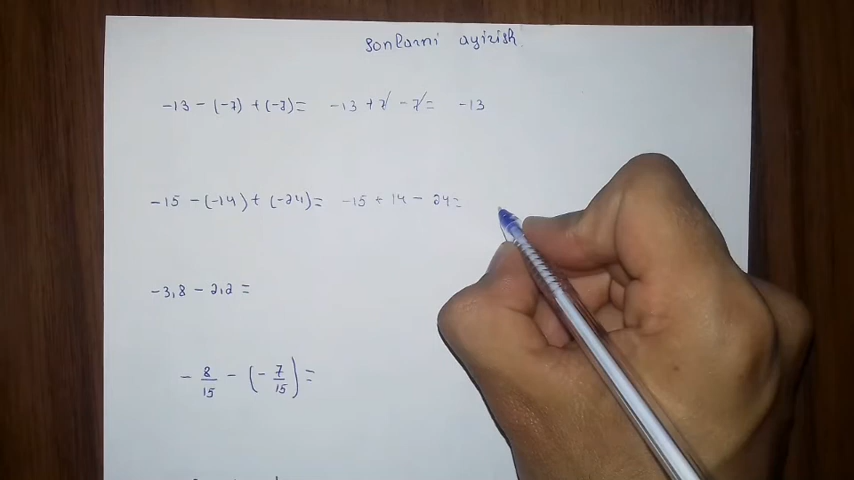 sonlarni ayirish
-13 - (-7) + (-7) = -13 + 7 - 7 = -13
-15 - (-14) + (-24) = -15 + 14 - 24 =
-3,8 - 2,2 =
- 8/15 - (- 7/15) =